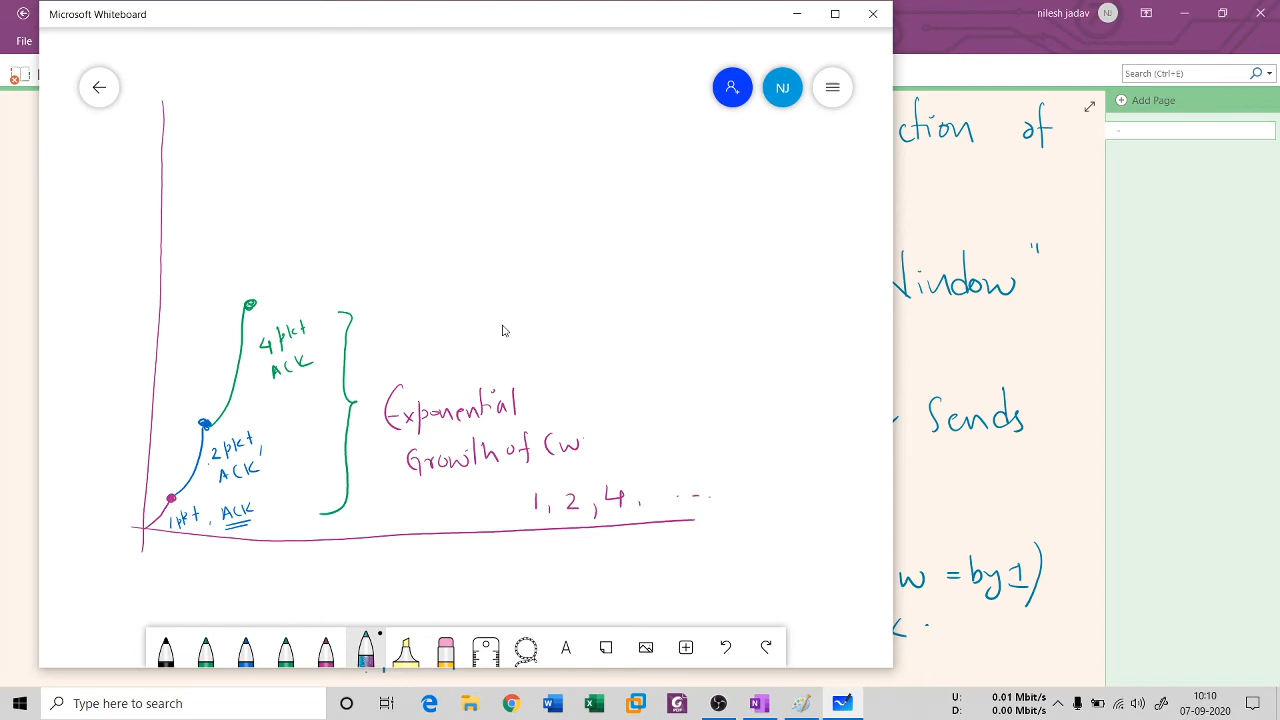 Microsoft Whiteboard
nilesh jadav
NJ
File
NJ
Search (Ctrl+E)
Add Page
ction of
Window"
Sends
w = by 1)
4 pkt
ACK
2 pkt,
ACK
1 pkt, ACK
Exponential
Growth of Cw
1, 2, 4, ...
A
Type here to search
U: 0.01 Mbit/s
D: 0.00 Mbit/s
10:10
07-09-2020